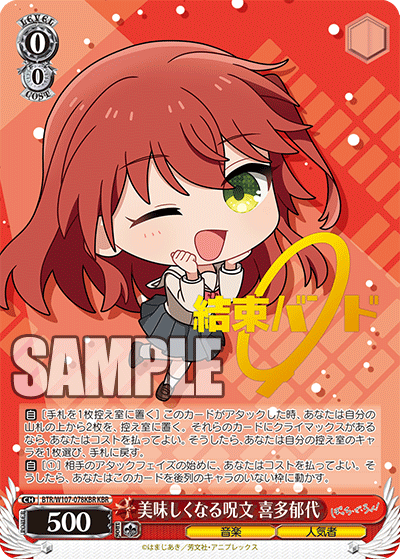 LEVEL
0
0
COST
結束バンド
SAMPLE
自 [手札を1枚控え室に置く] このカードがアタックした時、あなたは自分の
山札の上から2枚を、控え室に置く。それらのカードにクライマックスがあ
るなら、あなたはコストを払ってよい。そうしたら、あなたは自分の控え室のキャ
ラを1枚選び、手札に戻す。
自 [(1)] 相手のアタックフェイズの始めに、あなたはコストを払ってよい。そ
うしたら、あなたはこのカードを後列のキャラのいない枠に動かす。
CH BTR/W107-078KBR KBR
美味しくなる呪文 喜多郁代
ぼっち・ざ・ろっく!
500
音楽
人気者
©はまじあき/芳文社・アニプレックス